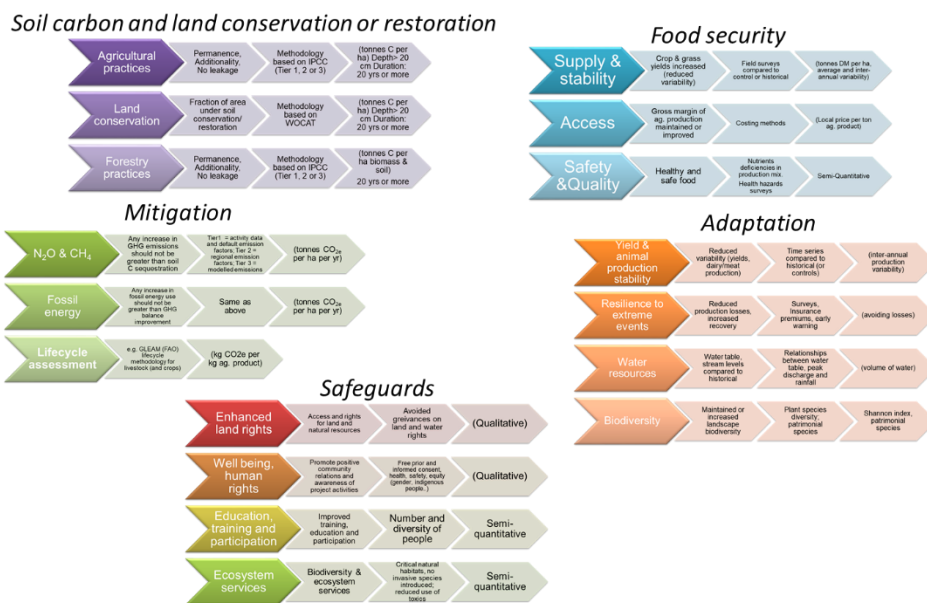 Soil carbon and land conservation or restoration
Agricultural
practices
Permanence,
Additionality,
No leakage
Methodology
based on IPCC
(Tier 1, 2 or 3)
(tonnes C per
ha) Depth> 20
cm Duration:
20 yrs or more
Land
conservation
Fraction of area
under soil
conservation/
restoration
Methodology
based on
WOCAT
(tonnes C per
ha) Depth> 20
cm Duration:
20 yrs or more
Forestry
practices
Permanence,
Additionality,
No leakage
Methodology
based on IPCC
(Tier 1, 2 or 3)
(tonnes C per
ha biomass &
soil)
20 yrs or more
Food security
Supply &
stability
Crop & grass
yields increased
(reduced
variability)
Field surveys
compared to
control or historical
(tonnes DM per ha,
average and inter-
annual variability)
Access
Gross margin of
ag. production
maintained or
improved
Costing methods
(Local price per ton
ag. product)
Safety
&Quality
Healthy and
safe food
Nutrients
deficiencies in
production mix.
Health hazards
surveys
Semi-Quantitative
Mitigation
N₂O & CH₄
Any increase in
GHG emissions
should not be
greater than soil
C sequestration
Tier1 = activity data
and default emission
factors; Tier 2 =
regional emission
factors; Tier 3 =
modelled emissions
(tonnes CO₂ₑ
per ha per yr)
Fossil
energy
Any increase in
fossil energy use
should not be
greater than GHG
balance
improvement
Same as
above
(tonnes CO₂ₑ
per ha per yr)
Lifecycle
assessment
e.g. GLEAM (FAO)
lifecycle
methodology for
livestock (and crops)
(kg CO2e per
kg ag. product)
Adaptation
Yield &
animal
production
stability
Reduced
variability (yields,
dairy/meat
production)
Time series
compared to
historical (or
controls)
(inter-annual
production
variability)
Resilience to
extreme
events
Reduced
production losses,
increased
recovery
Surveys,
Insurance
premiums, early
warning
(avoiding losses)
Water
resources
Water table,
stream levels
compared to
historical
Relationships
between water
table, peak
discharge and
rainfall
(volume of water)
Biodiversity
Maintained or
increased
landscape
biodiversity
Plant species
diversity;
patrimonial
species
Shannon index,
patrimonial
species
Safeguards
Enhanced
land rights
Access and rights
for land and
natural resources
Avoided
greivances on
land and water
rights
(Qualitative)
Well being,
human
rights
Promote positive
community
relations and
awareness of
project activities
Free prior and
informed consent,
health, safety, equity
(gender, indigenous
people..)
(Qualitative)
Education,
training and
participation
Improved
training,
education and
participation
Number and
diversity of
people
Semi-
quantitative
Ecosystem
services
Biodiversity &
ecosystem
services
Critical natural
habitats, no
invasive species
introduced;
reduced use of
toxics
Semi-
quantitative